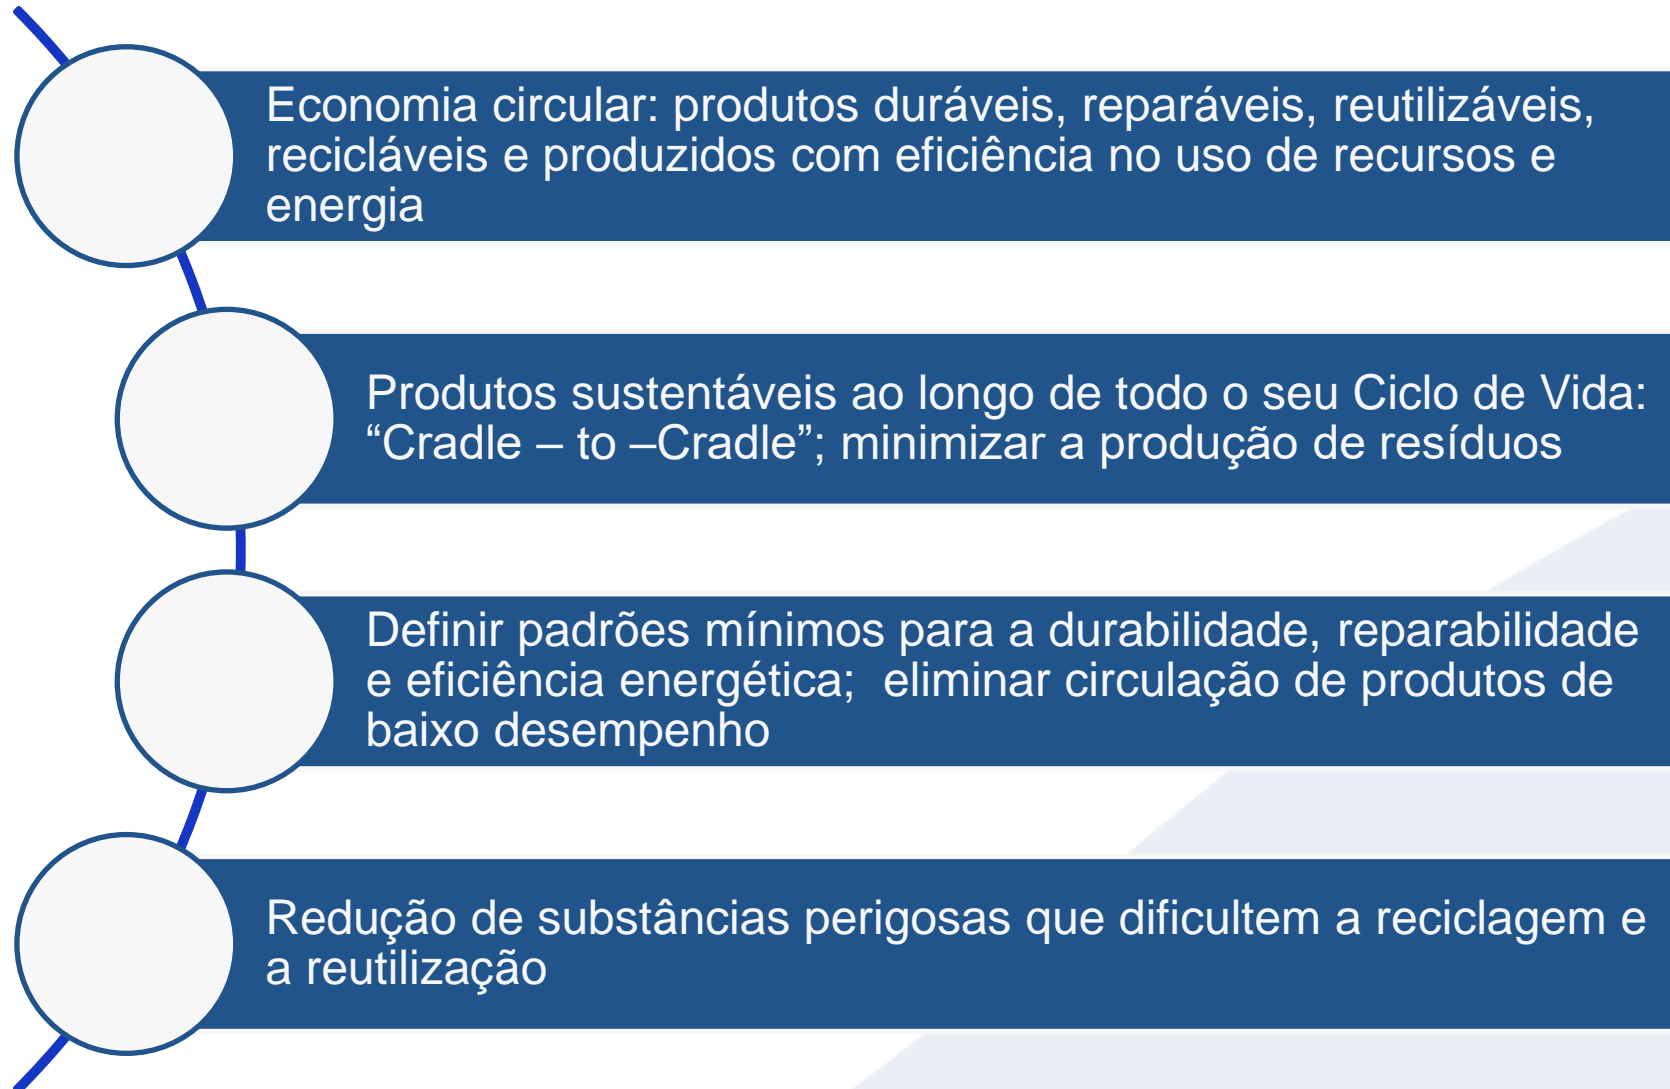 Economia circular: produtos duráveis, reparáveis, reutilizáveis,
recicláveis e produzidos com eficiência no uso de recursos e
energia
Produtos sustentáveis ao longo de todo o seu Ciclo de Vida:
“Cradle – to –Cradle”; minimizar a produção de resíduos
Definir padrões mínimos para a durabilidade, reparabilidade
e eficiência energética;  eliminar circulação de produtos de
baixo desempenho
Redução de substâncias perigosas que dificultem a reciclagem e
a reutilização